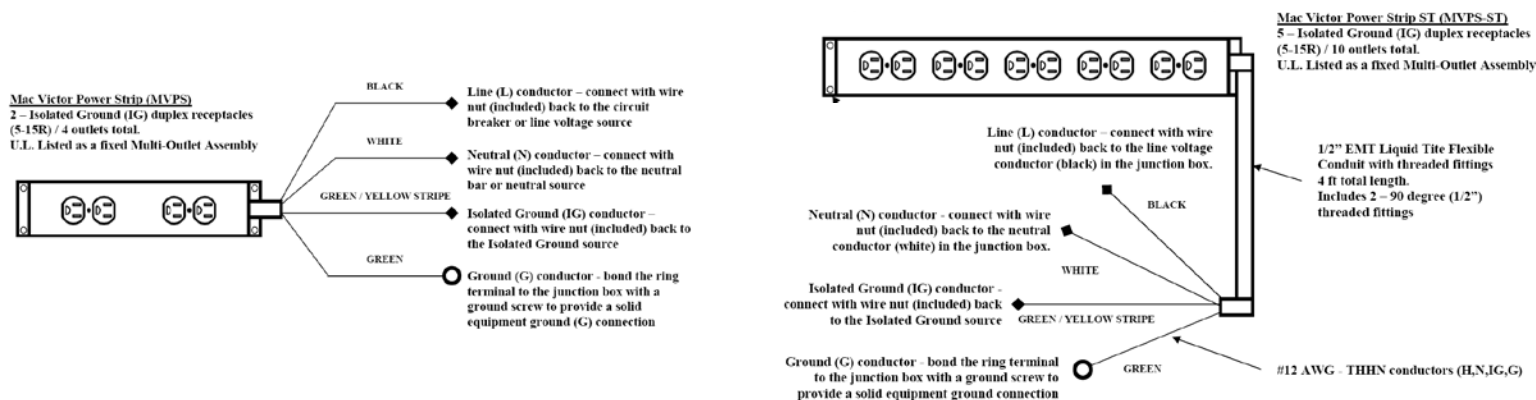 Mac Victor Power Strip (MVPS)
2 – Isolated Ground (IG) duplex receptacles
(5-15R) / 4 outlets total.
U.L. Listed as a fixed Multi-Outlet Assembly
BLACK
Line (L) conductor – connect with wire
nut (included) back to the circuit
breaker or line voltage source
WHITE
Neutral (N) conductor – connect with
wire nut (included) back to the neutral
bar or neutral source
GREEN / YELLOW STRIPE
Isolated Ground (IG) conductor –
connect with wire nut (included) back to
the Isolated Ground source
GREEN
Ground (G) conductor - bond the ring
terminal to the junction box with a
ground screw to provide a solid
equipment ground (G) connection
Mac Victor Power Strip ST (MVPS-ST)
5 – Isolated Ground (IG) duplex receptacles
(5-15R) / 10 outlets total.
U.L. Listed as a fixed Multi-Outlet Assembly
Line (L) conductor – connect with wire
nut (included) back to the line voltage
conductor (black) in the junction box.
BLACK
1/2” EMT Liquid Tite Flexible
Conduit with threaded fittings
4 ft total length.
Includes 2 – 90 degree (1/2”)
threaded fittings
Neutral (N) conductor - connect with wire
nut (included) back to the neutral
conductor (white) in the junction box.
WHITE
Isolated Ground (IG) conductor -
connect with wire nut (included) back
to the Isolated Ground source
GREEN / YELLOW STRIPE
Ground (G) conductor - bond the ring terminal
to the junction box with a ground screw to
provide a solid equipment ground connection
GREEN
#12 AWG - THHN conductors (H,N,IG,G)